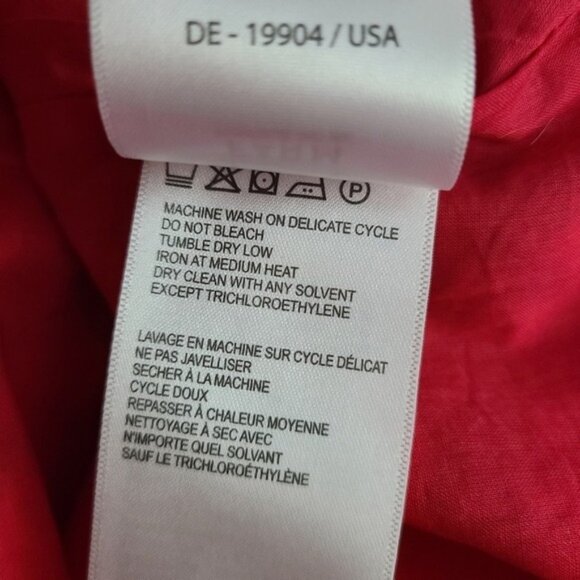 DE - 19904 / USA
P
MACHINE WASH ON DELICATE CYCLE
DO NOT BLEACH
TUMBLE DRY LOW
IRON AT MEDIUM HEAT
DRY CLEAN WITH ANY SOLVENT
EXCEPT TRICHLOROETHYLENE
LAVAGE EN MACHINE SUR CYCLE DÉLICAT
NE PAS JAVELLISER
SECHER À LA MACHINE
CYCLE DOUX
REPASSER À CHALEUR MOYENNE
NETTOYAGE À SEC AVEC
N'IMPORTE QUEL SOLVANT
SAUF LE TRICHLOROÉTHYLÈNE